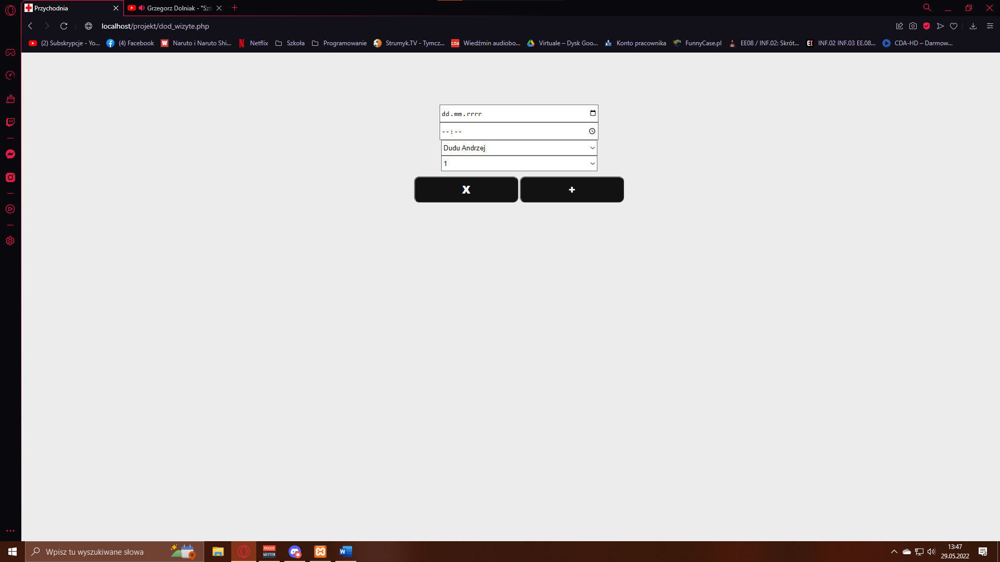 Przychodnia
Grzegorz Dolniak - "Szt
localhost/projekt/dod_wizyte.php
(2) Subskrypcje - Yo...
(4) Facebook
Naruto i Naruto Shi...
Netflix
Szkoła
Programowanie
Strumyk.TV - Tymcz...
cda
Wiedźmin audiobo...
Virtuale – Dysk Goo...
Konto pracownika
FunnyCase.pl
EE08 / INF.02: Skrót...
INF.02 INF.03 EE.08...
CDA-HD – Darmow...
dd.mm.rrrr
--:--
Dudu Andrzej
1
X
+
Wpisz tu wyszukiwane słowa
VOICE
MEETER
13:47
29.05.2022